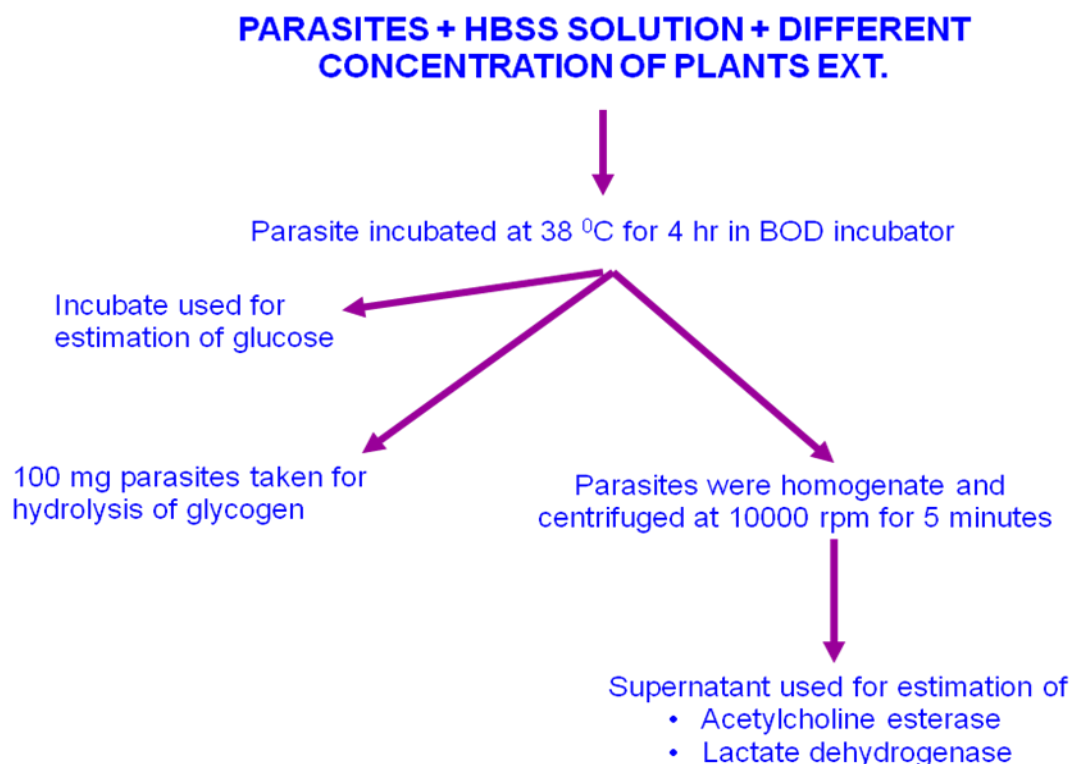 PARASITES + HBSS SOLUTION + DIFFERENT
CONCENTRATION OF PLANTS EXT.
Parasite incubated at 38 ⁰C for 4 hr in BOD incubator
Incubate used for
estimation of glucose
100 mg parasites taken for
hydrolysis of glycogen
Parasites were homogenate and
centrifuged at 10000 rpm for 5 minutes
Supernatant used for estimation of
• Acetylcholine esterase
• Lactate dehydrogenase